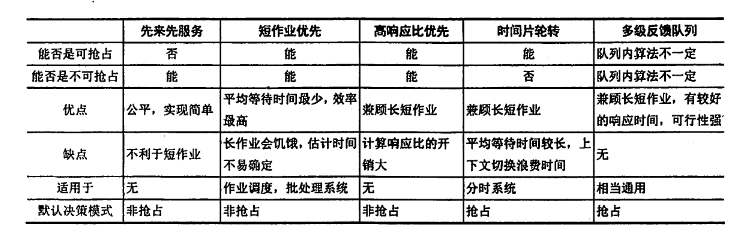 先来先服务 短作业优先 高响应比优先 时间片轮转 多级反馈队列
能否是可抢占 否 能 能 能 队列内算法不一定
能否是不可抢占 能 能 能 否 队列内算法不一定
优点 公平，实现简单 平均等待时间最少，效率最高 兼顾长短作业 兼顾长短作业 兼顾长短作业，有较好的响应时间，可行性强
缺点 不利于短作业 长作业会饥饿，估计时间不易确定 计算响应比的开销大 平均等待时间较长，上下文切换浪费时间 无
适用于 无 作业调度，批处理系统 无 分时系统 相当通用
默认决策模式 非抢占 非抢占 非抢占 抢占 抢占